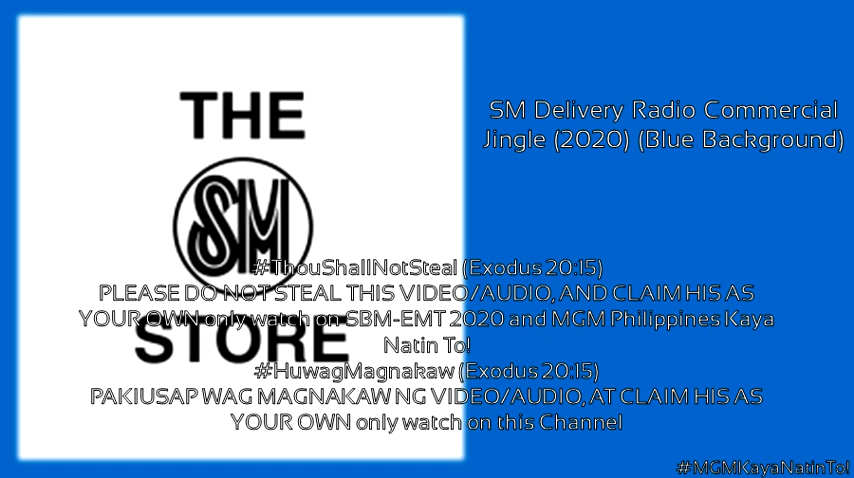 THE
SM
STORE
SM Delivery Radio Commercial
Jingle (2020) (Blue Background)
#ThouShallNotSteal (Exodus 20:15)
PLEASE DO NOT STEAL THIS VIDEO/AUDIO, AND CLAIM HIS AS
YOUR OWN only watch on SBM-EMT 2020 and MGM Philippines Kaya
Natin To!
#HuwagMagnakaw (Exodus 20:15)
PAKIUSAP WAG MAGNAKAW NG VIDEO/AUDIO, AT CLAIM HIS AS
YOUR OWN only watch on this Channel
#MGMKayaNatinTo!